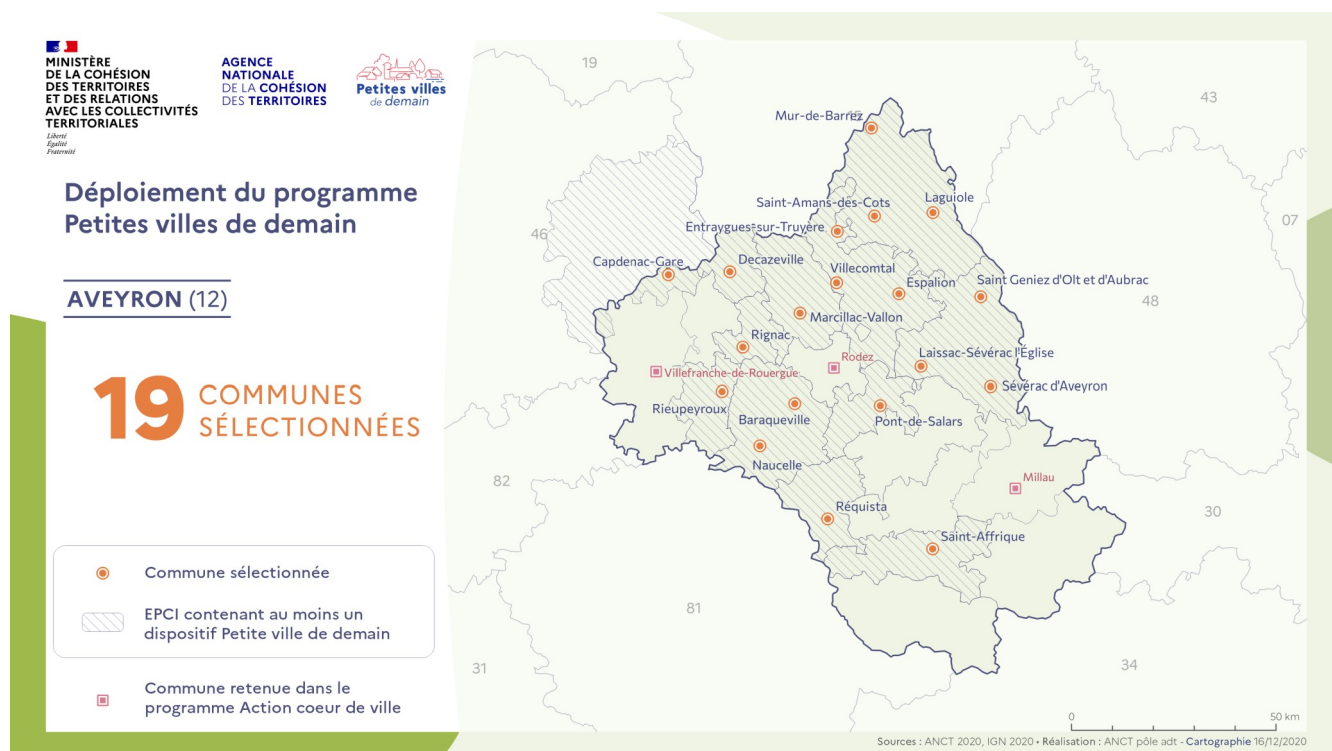 MINISTÈRE
DE LA COHÉSION
DES TERRITOIRES
ET DES RELATIONS
AVEC LES COLLECTIVITÉS
TERRITORIALES
Liberté
Égalité
Fraternité
AGENCE
NATIONALE
DE LA COHÉSION
DES TERRITOIRES
Petites villes
de demain
Déploiement du programme
Petites villes de demain
AVEYRON (12)
19 COMMUNES
SÉLECTIONNÉES
Commune sélectionnée
EPCI contenant au moins un
dispositif Petite ville de demain
Commune retenue dans le
programme Action coeur de ville
19
43
15
Mur-de-Barrez
Saint-Amans-des-Cots
Laguiole
07
Entraygues-sur-Truyère
46
Capdenac-Gare
Decazeville
Villecomtal
Espalion
Saint Geniez d'Olt et d'Aubrac
48
Marcillac-Vallon
Rignac
Rodez
Laissac-Sévérac l'Église
Villefranche-de-Rouergue
Sévérac d'Aveyron
Rieupeyroux
Baraqueville
Pont-de-Salars
Naucelle
Millau
82
Réquista
30
Saint-Affrique
81
31
34
0
50 km
Sources : ANCT 2020, IGN 2020 • Réalisation : ANCT pôle adt - Cartographie 16/12/2020